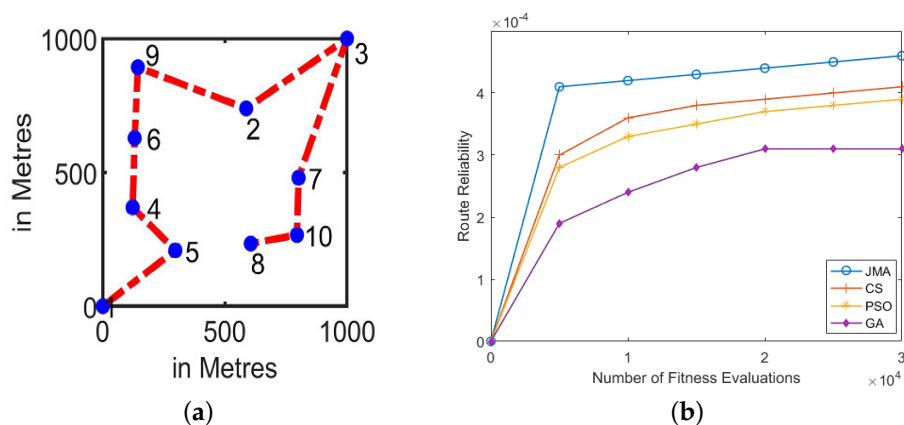 1000
500
0
in Metres
0
500
1000
in Metres
9
3
2
6
7
4
5
8
10
(a)
×10⁻⁴
4
3
2
1
0
Route Reliability
0
1
2
3
×10⁴
Number of Fitness Evaluations
JMA
CS
PSO
GA
(b)